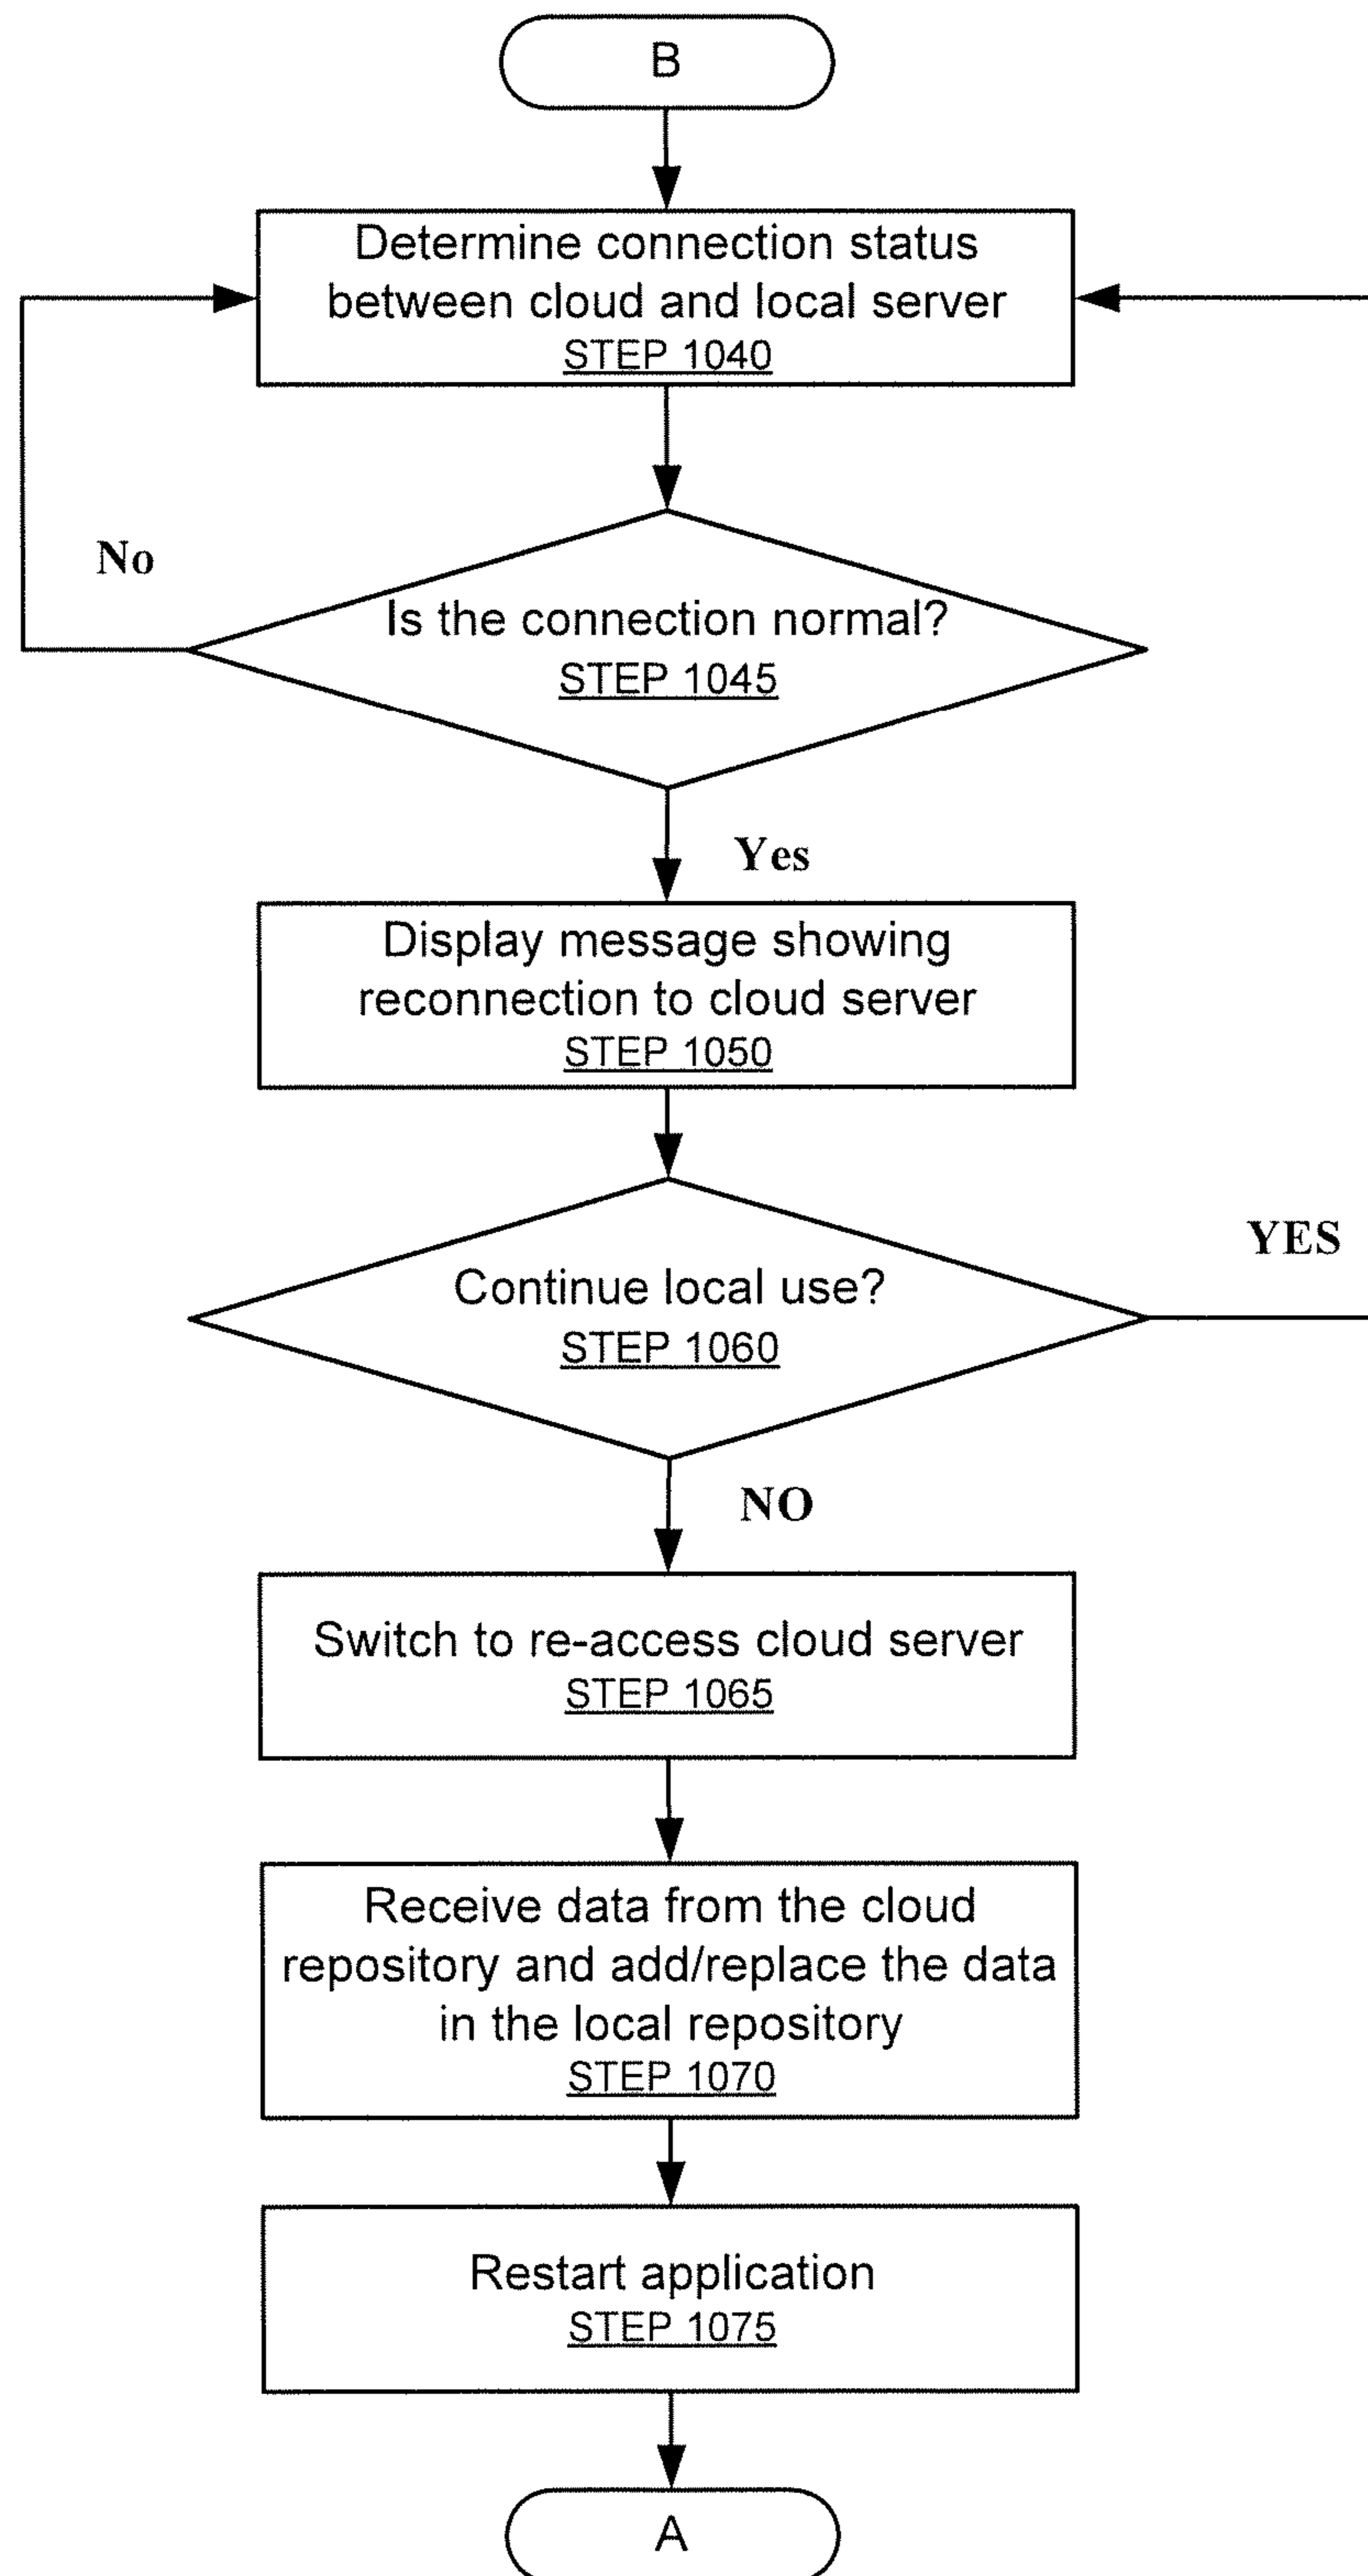 B
Determine connection status
between cloud and local server
STEP 1040
No
Is the connection normal?
STEP 1045
Yes
Display message showing
reconnection to cloud server
STEP 1050
YES
Continue local use?
STEP 1060
NO
Switch to re-access cloud server
STEP 1065
Receive data from the cloud
repository and add/replace the data
in the local repository
STEP 1070
Restart application
STEP 1075
A